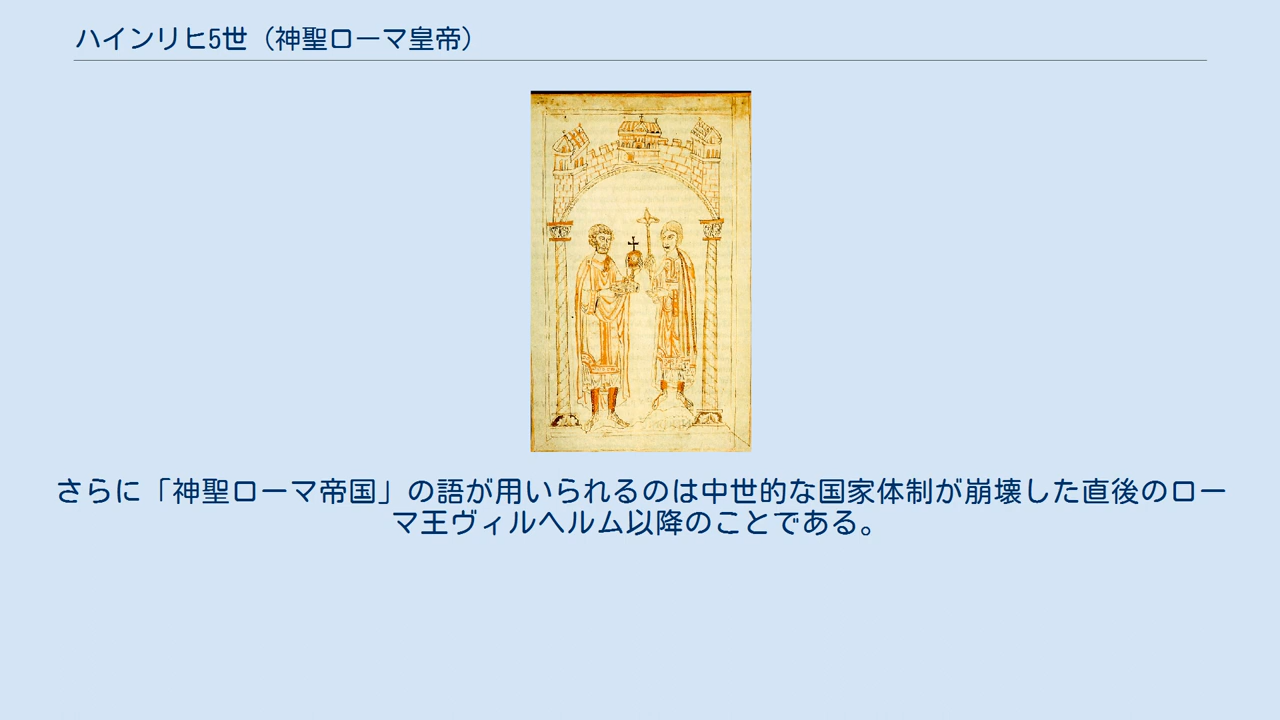 ハインリヒ5世（神聖ローマ皇帝）
さらに「神聖ローマ帝国」の語が用いられるのは中世的な国家体制が崩壊した直後のロー
マ王ヴィルヘルム以降のことである。